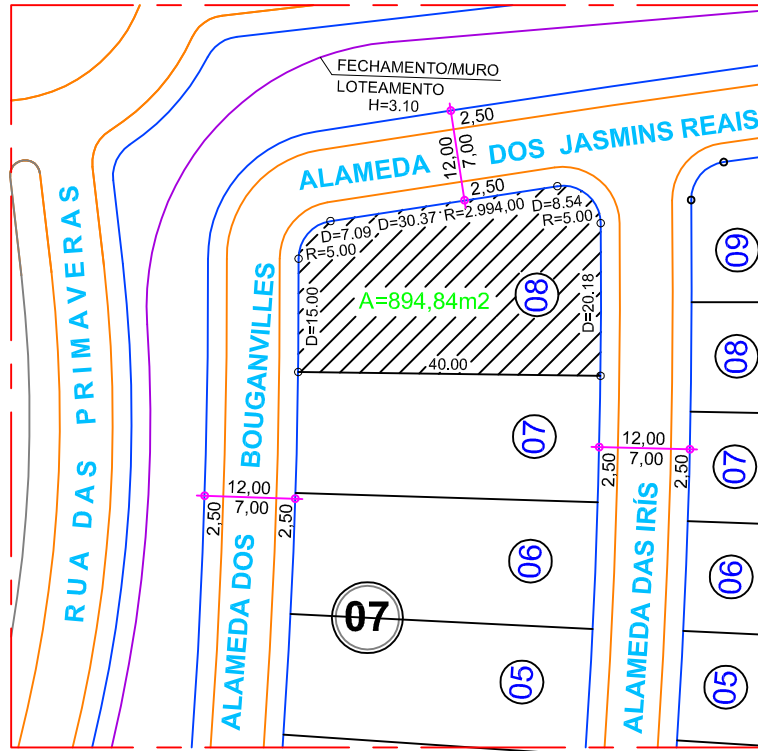 FECHAMENTO/MURO
LOTEAMENTO
H=3.10
2,50
12,00
7,00
2,50
ALAMEDA DOS JASMINS REAIS
D=7.09
R=5.00
D=30.37 R=2.994,00
D=8.54
R=5.00
D=15.00
A=894,84m2
08
D=20.18
40.00
RUA DAS PRIMAVERAS
ALAMEDA DOS BOUGANVILLES
12,00
7,00
2,50
2,50
07
06
07
05
ALAMEDA DAS IRÍS
12,00
7,00
2,50
2,50
09
08
07
06
05